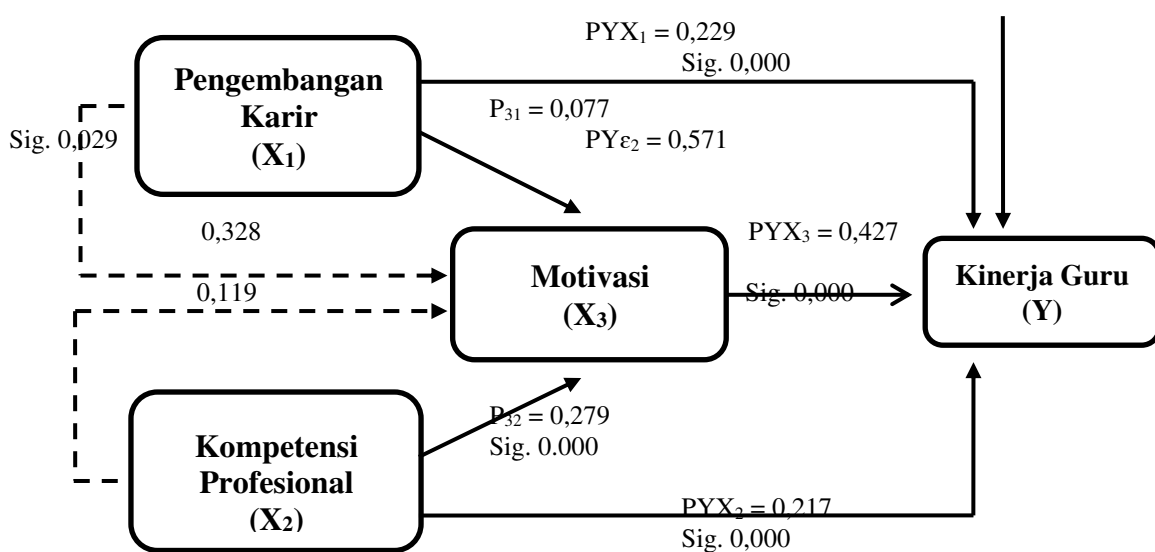 PYX₁ = 0,229
Sig. 0,000
Pengembangan
Karir
(X₁)
P₃₁ = 0,077
PYε₂ = 0,571
Sig. 0,029
0,328
PYX₃ = 0,427
Motivasi
(X₃)
Sig. 0,000
Kinerja Guru
(Y)
0,119
P₃₂ = 0,279
Sig. 0.000
Kompetensi
Profesional
(X₂)
PYX₂ = 0,217
Sig. 0,000